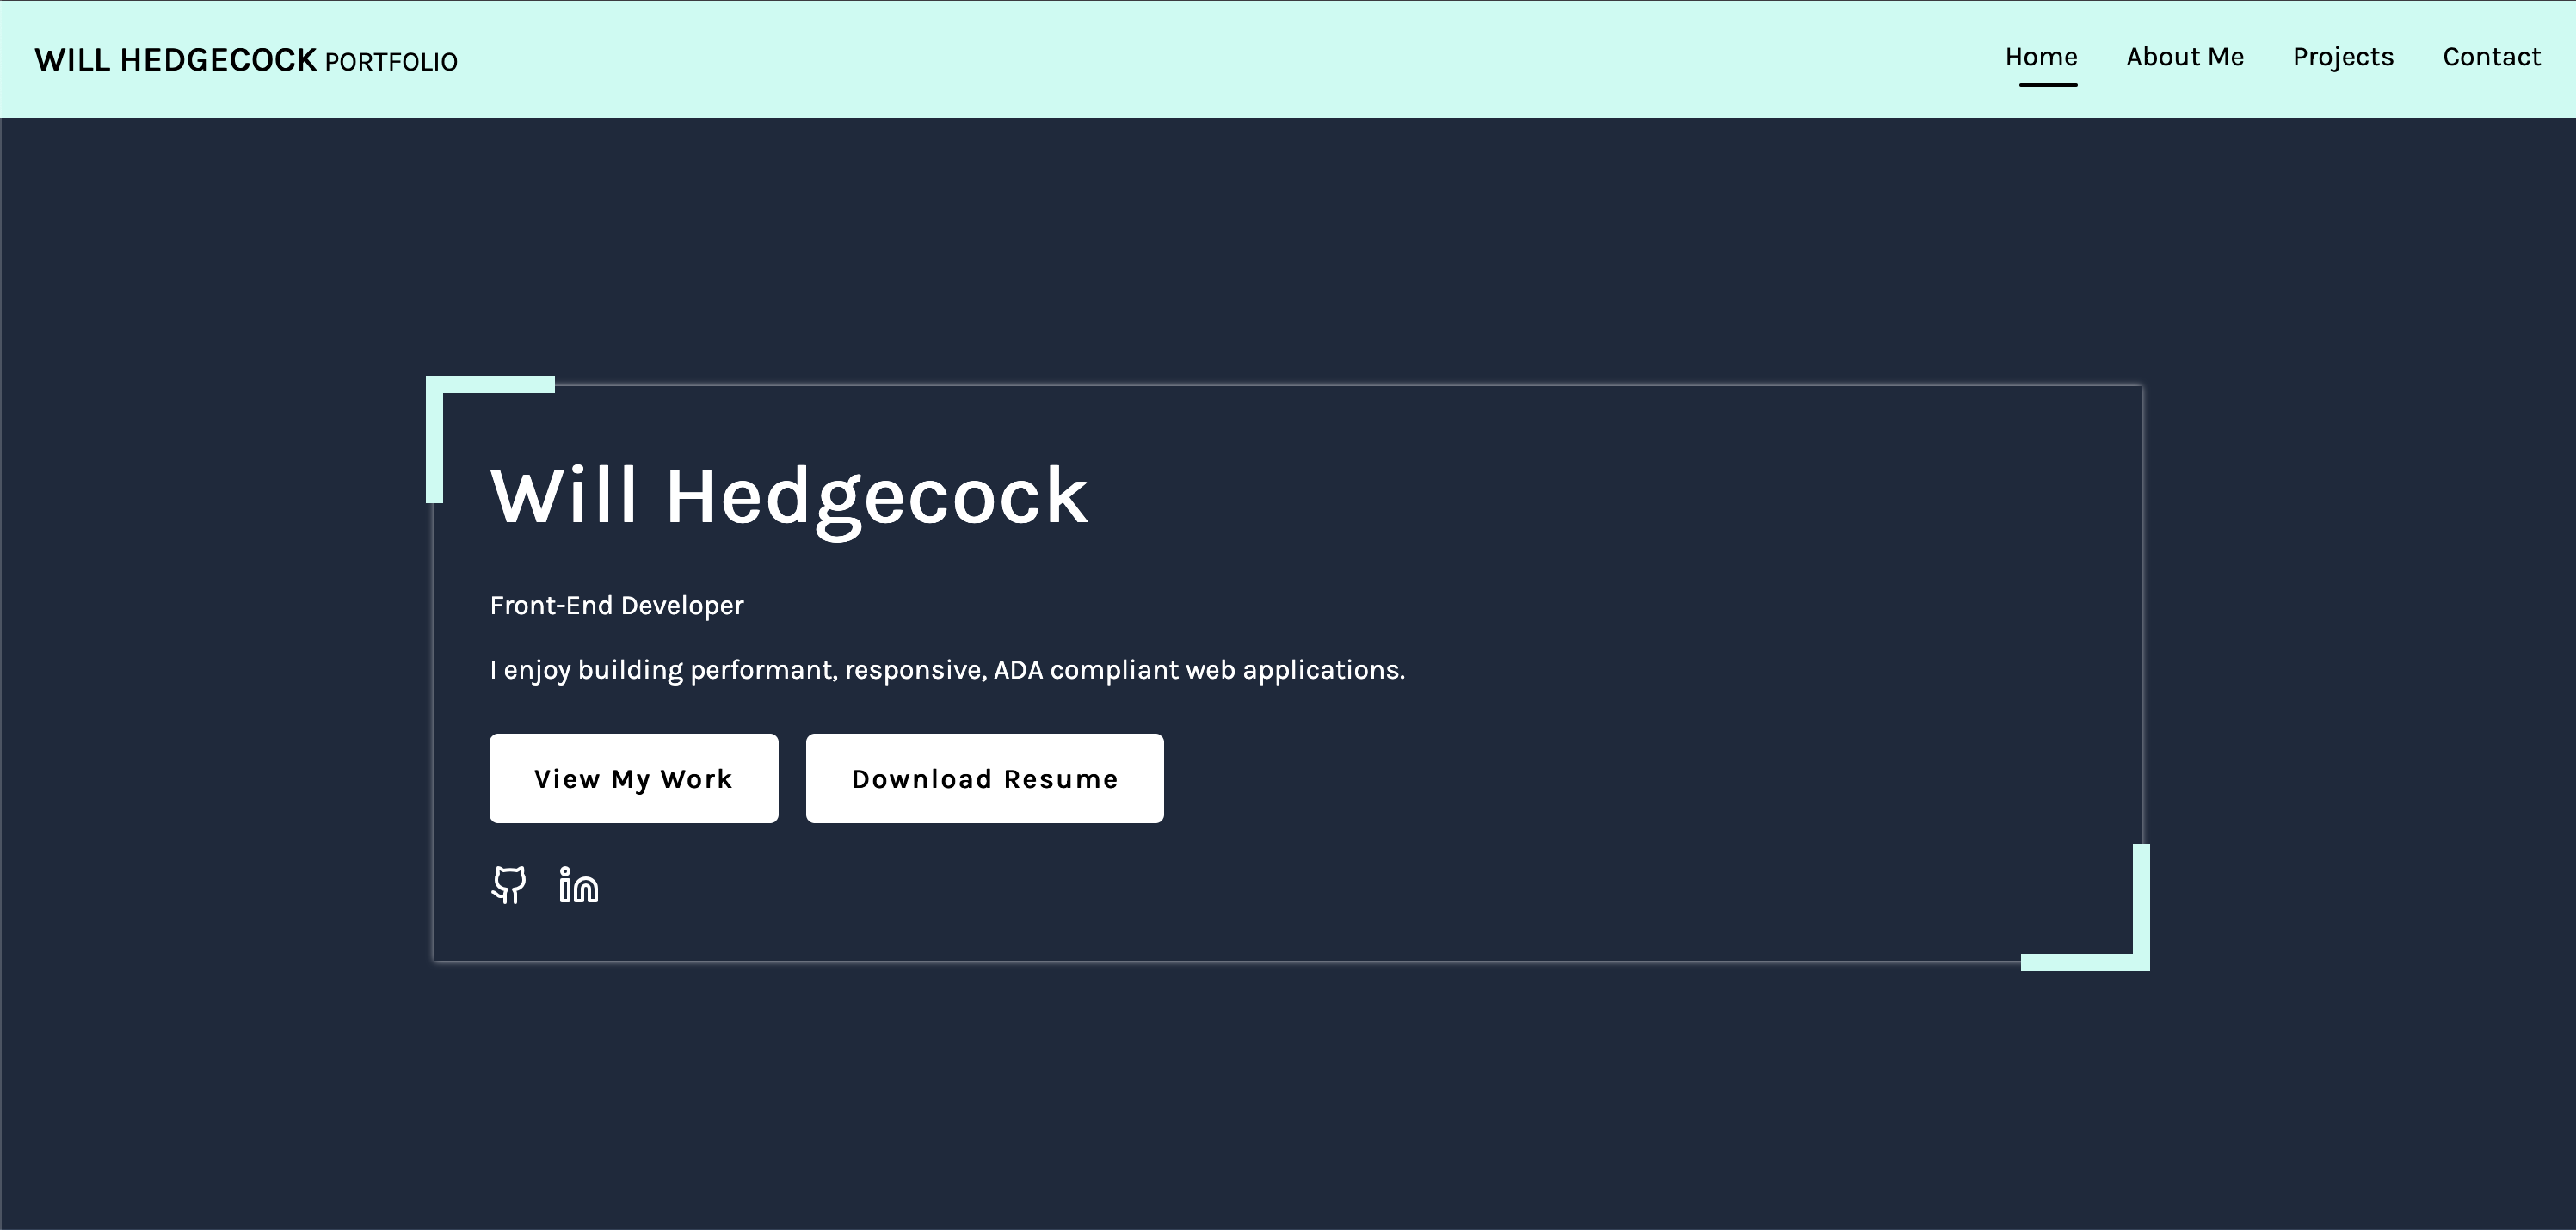 WILL HEDGECOCK PORTFOLIO
Home About Me Projects Contact
Will Hedgecock
Front-End Developer
I enjoy building performant, responsive, ADA compliant web applications.
View My Work Download Resume
in